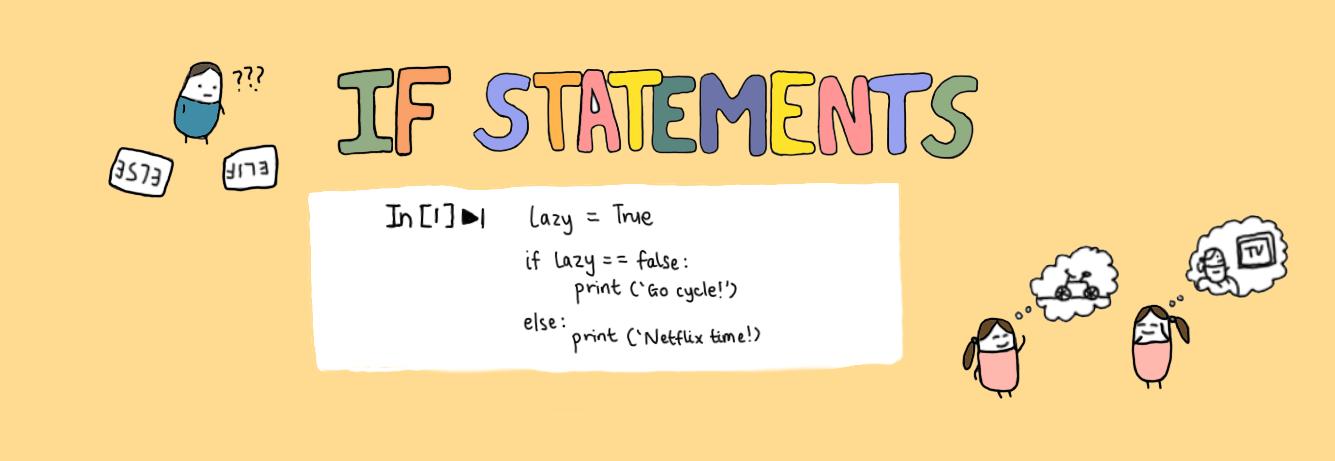 ???
IF STATEMENTS
ELSE
ELIF
In [1] lazy = True
if lazy == false:
print (`Go cycle!')
else:
print (`Netflix time!)
TV